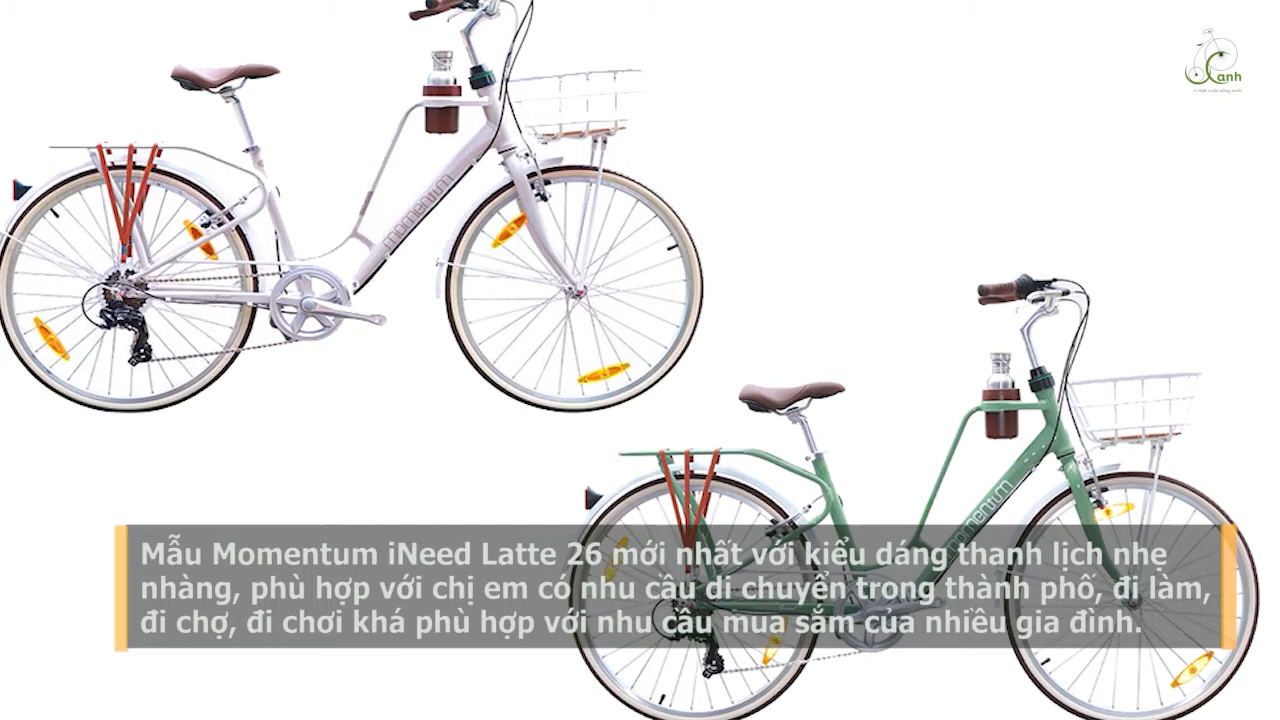 Canh
momentum
momentum
Mẫu Momentum iNeed Latte 26 mới nhất với kiểu dáng thanh lịch nhẹ
nhàng, phù hợp với chị em có nhu cầu di chuyển trong thành phố, đi làm,
đi chợ, đi chơi khá phù hợp với nhu cầu mua sắm của nhiều gia đình.